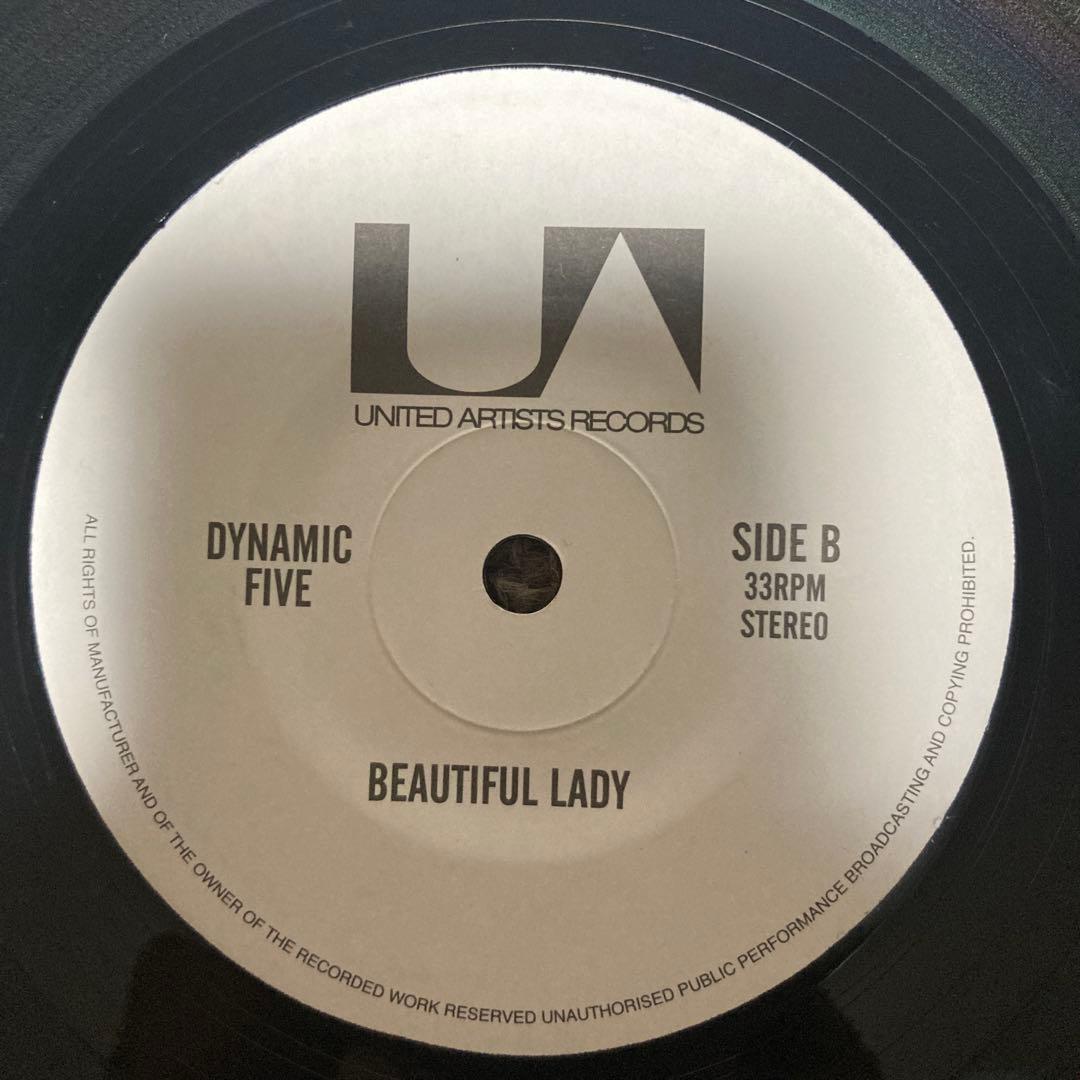 UA
UNITED ARTISTS RECORDS
DYNAMIC
FIVE
SIDE B
33RPM
STEREO
BEAUTIFUL LADY
ALL RIGHTS OF MANUFACTURER AND OF THE OWNER OF THE RECORDED WORK RESERVED UNAUTHORISED PUBLIC PERFORMANCE BROADCASTING AND COPYING PROHIBITED.